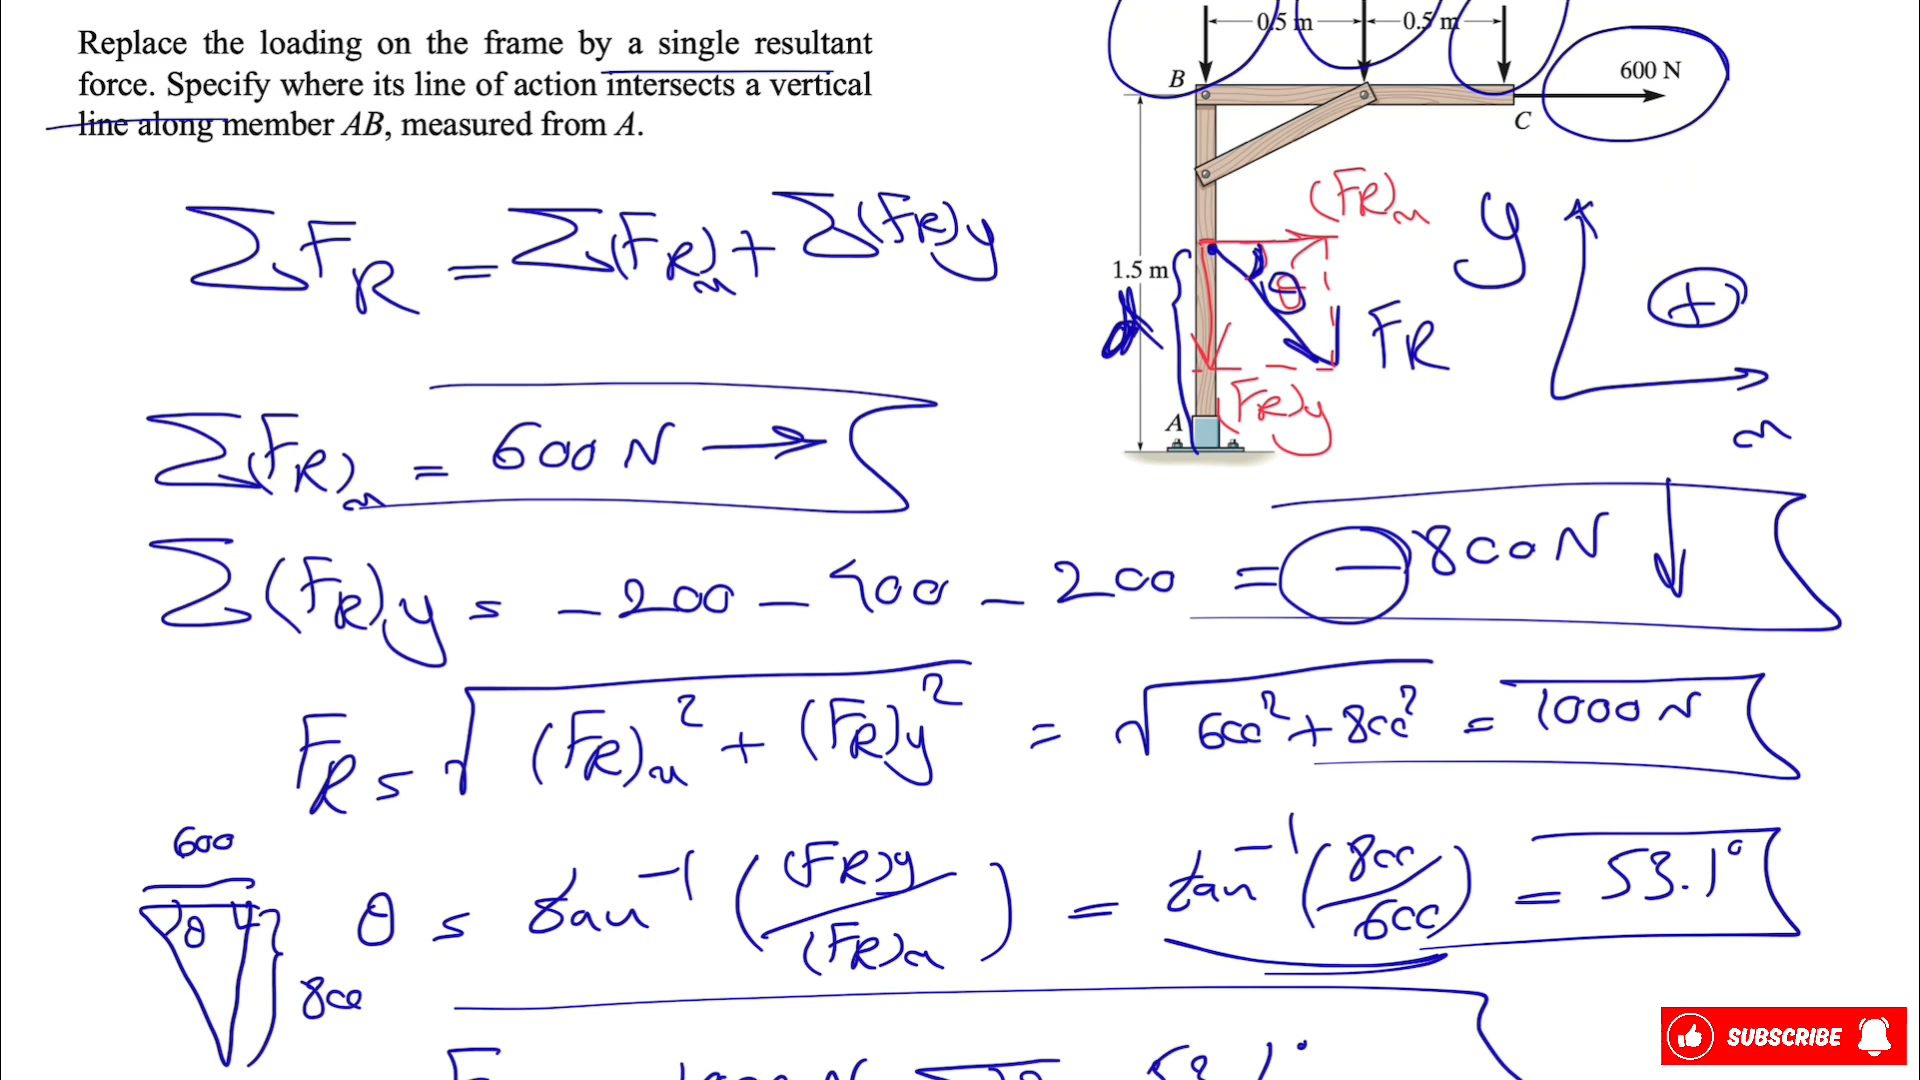 Replace the loading on the frame by a single resultant
force. Specify where its line of action intersects a vertical
line along member AB, measured from A.
0.5 m
0.5 m
B
600 N
C
1.5 m
A
d
(FR)x
(FR)y
θ
FR
y
+
x
ΣFR = Σ(FR)x + Σ(FR)y
Σ(FR)x = 600 N →
Σ(FR)y = -200 - 400 - 200 = -800 N ↓
FR = √(FR)x² + (FR)y² = √600² + 800² = 1000 N
600
θ
800
θ = tan⁻¹((FR)y/(FR)x) = tan⁻¹(800/600) = 53.1°
SUBSCRIBE